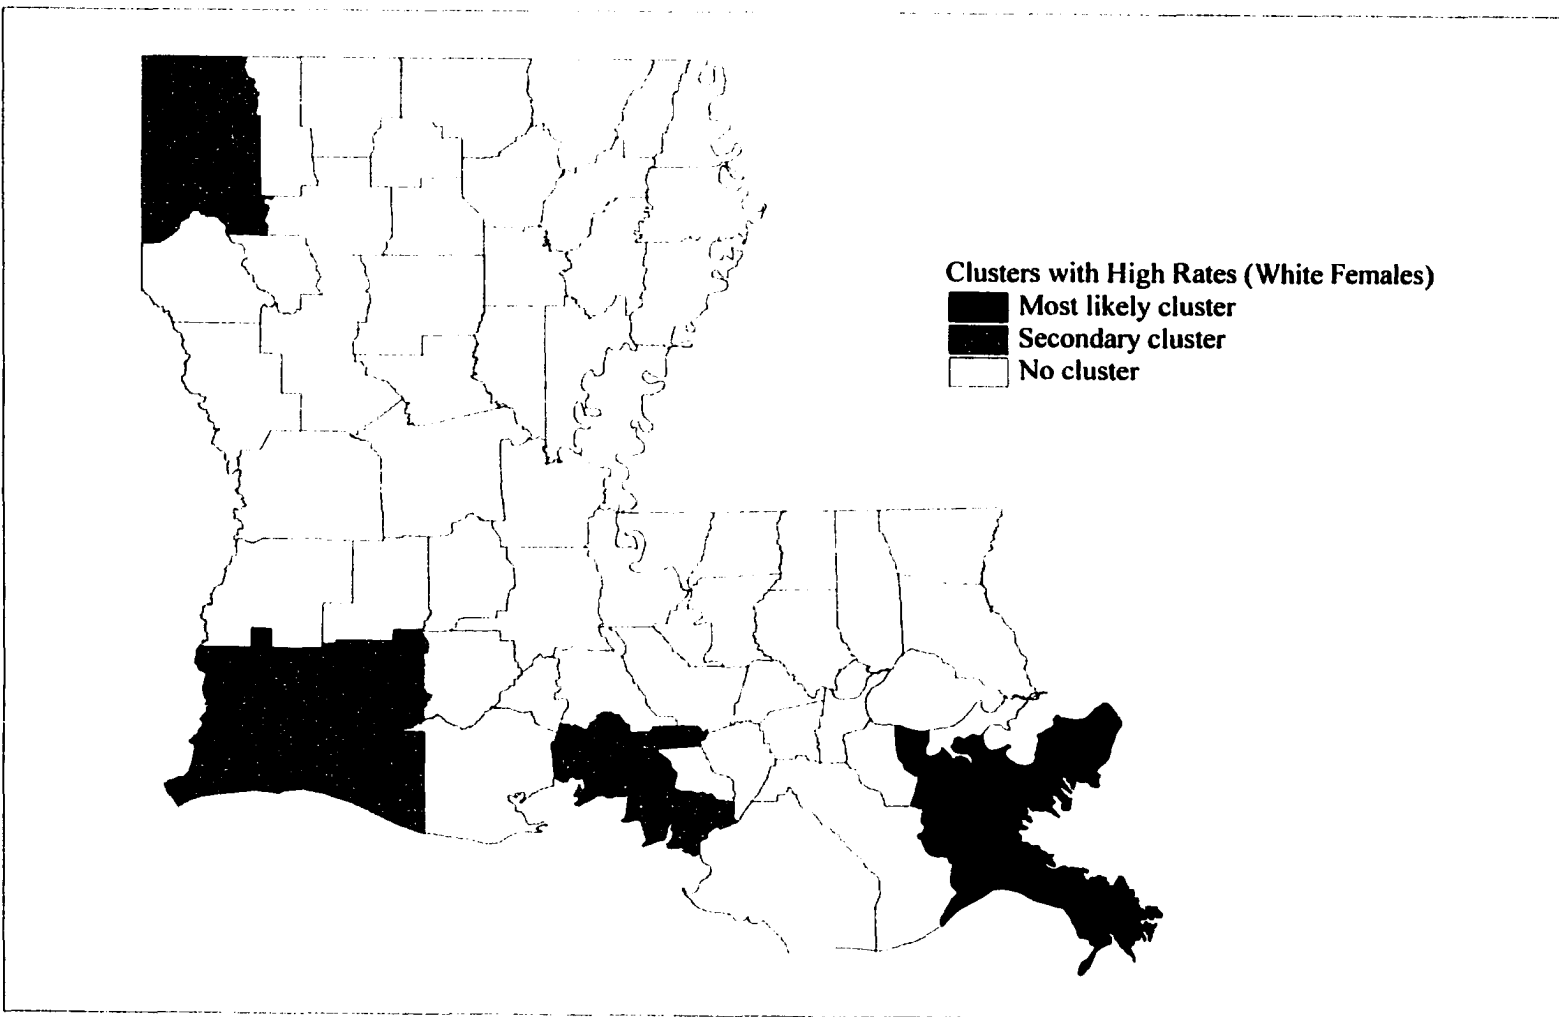 Clusters with High Rates (White Females)
Most likely cluster
Secondary cluster
No cluster